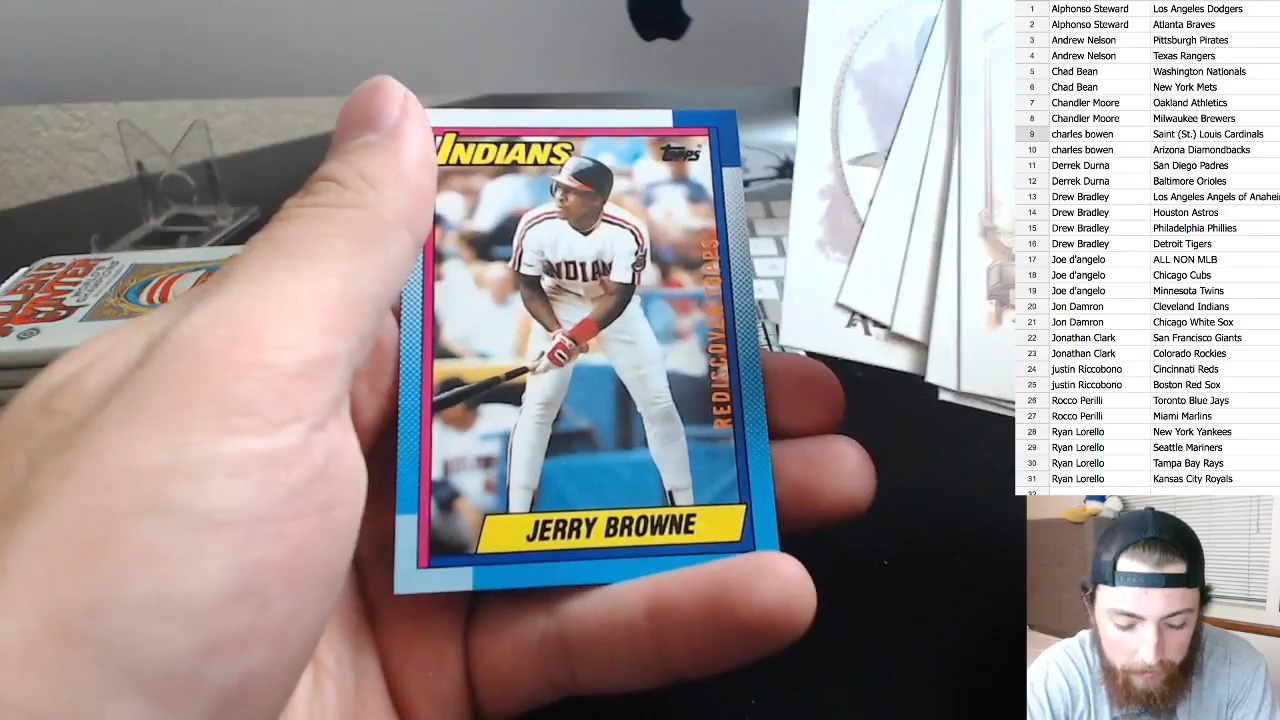 INDIANS
TOPPS
INDIAN
REDISCOVER TOPPS
JERRY BROWNE
1 Alphonso Steward Los Angeles Dodgers
2 Alphonso Steward Atlanta Braves
3 Andrew Nelson Pittsburgh Pirates
4 Andrew Nelson Texas Rangers
5 Chad Bean Washington Nationals
6 Chad Bean New York Mets
7 Chandler Moore Oakland Athletics
8 Chandler Moore Milwaukee Brewers
9 charles bowen Saint (St.) Louis Cardinals
10 charles bowen Arizona Diamondbacks
11 Derrek Durna San Diego Padres
12 Derrek Durna Baltimore Orioles
13 Drew Bradley Los Angeles Angels of Anahei
14 Drew Bradley Houston Astros
15 Drew Bradley Philadelphia Phillies
16 Drew Bradley Detroit Tigers
17 Joe d'angelo ALL NON MLB
18 Joe d'angelo Chicago Cubs
19 Joe d'angelo Minnesota Twins
20 Jon Damron Cleveland Indians
21 Jon Damron Chicago White Sox
22 Jonathan Clark San Francisco Giants
23 Jonathan Clark Colorado Rockies
24 justin Riccobono Cincinnati Reds
25 justin Riccobono Boston Red Sox
26 Rocco Perilli Toronto Blue Jays
27 Rocco Perilli Miami Marlins
28 Ryan Lorello New York Yankees
29 Ryan Lorello Seattle Mariners
30 Ryan Lorello Tampa Bay Rays
31 Ryan Lorello Kansas City Royals